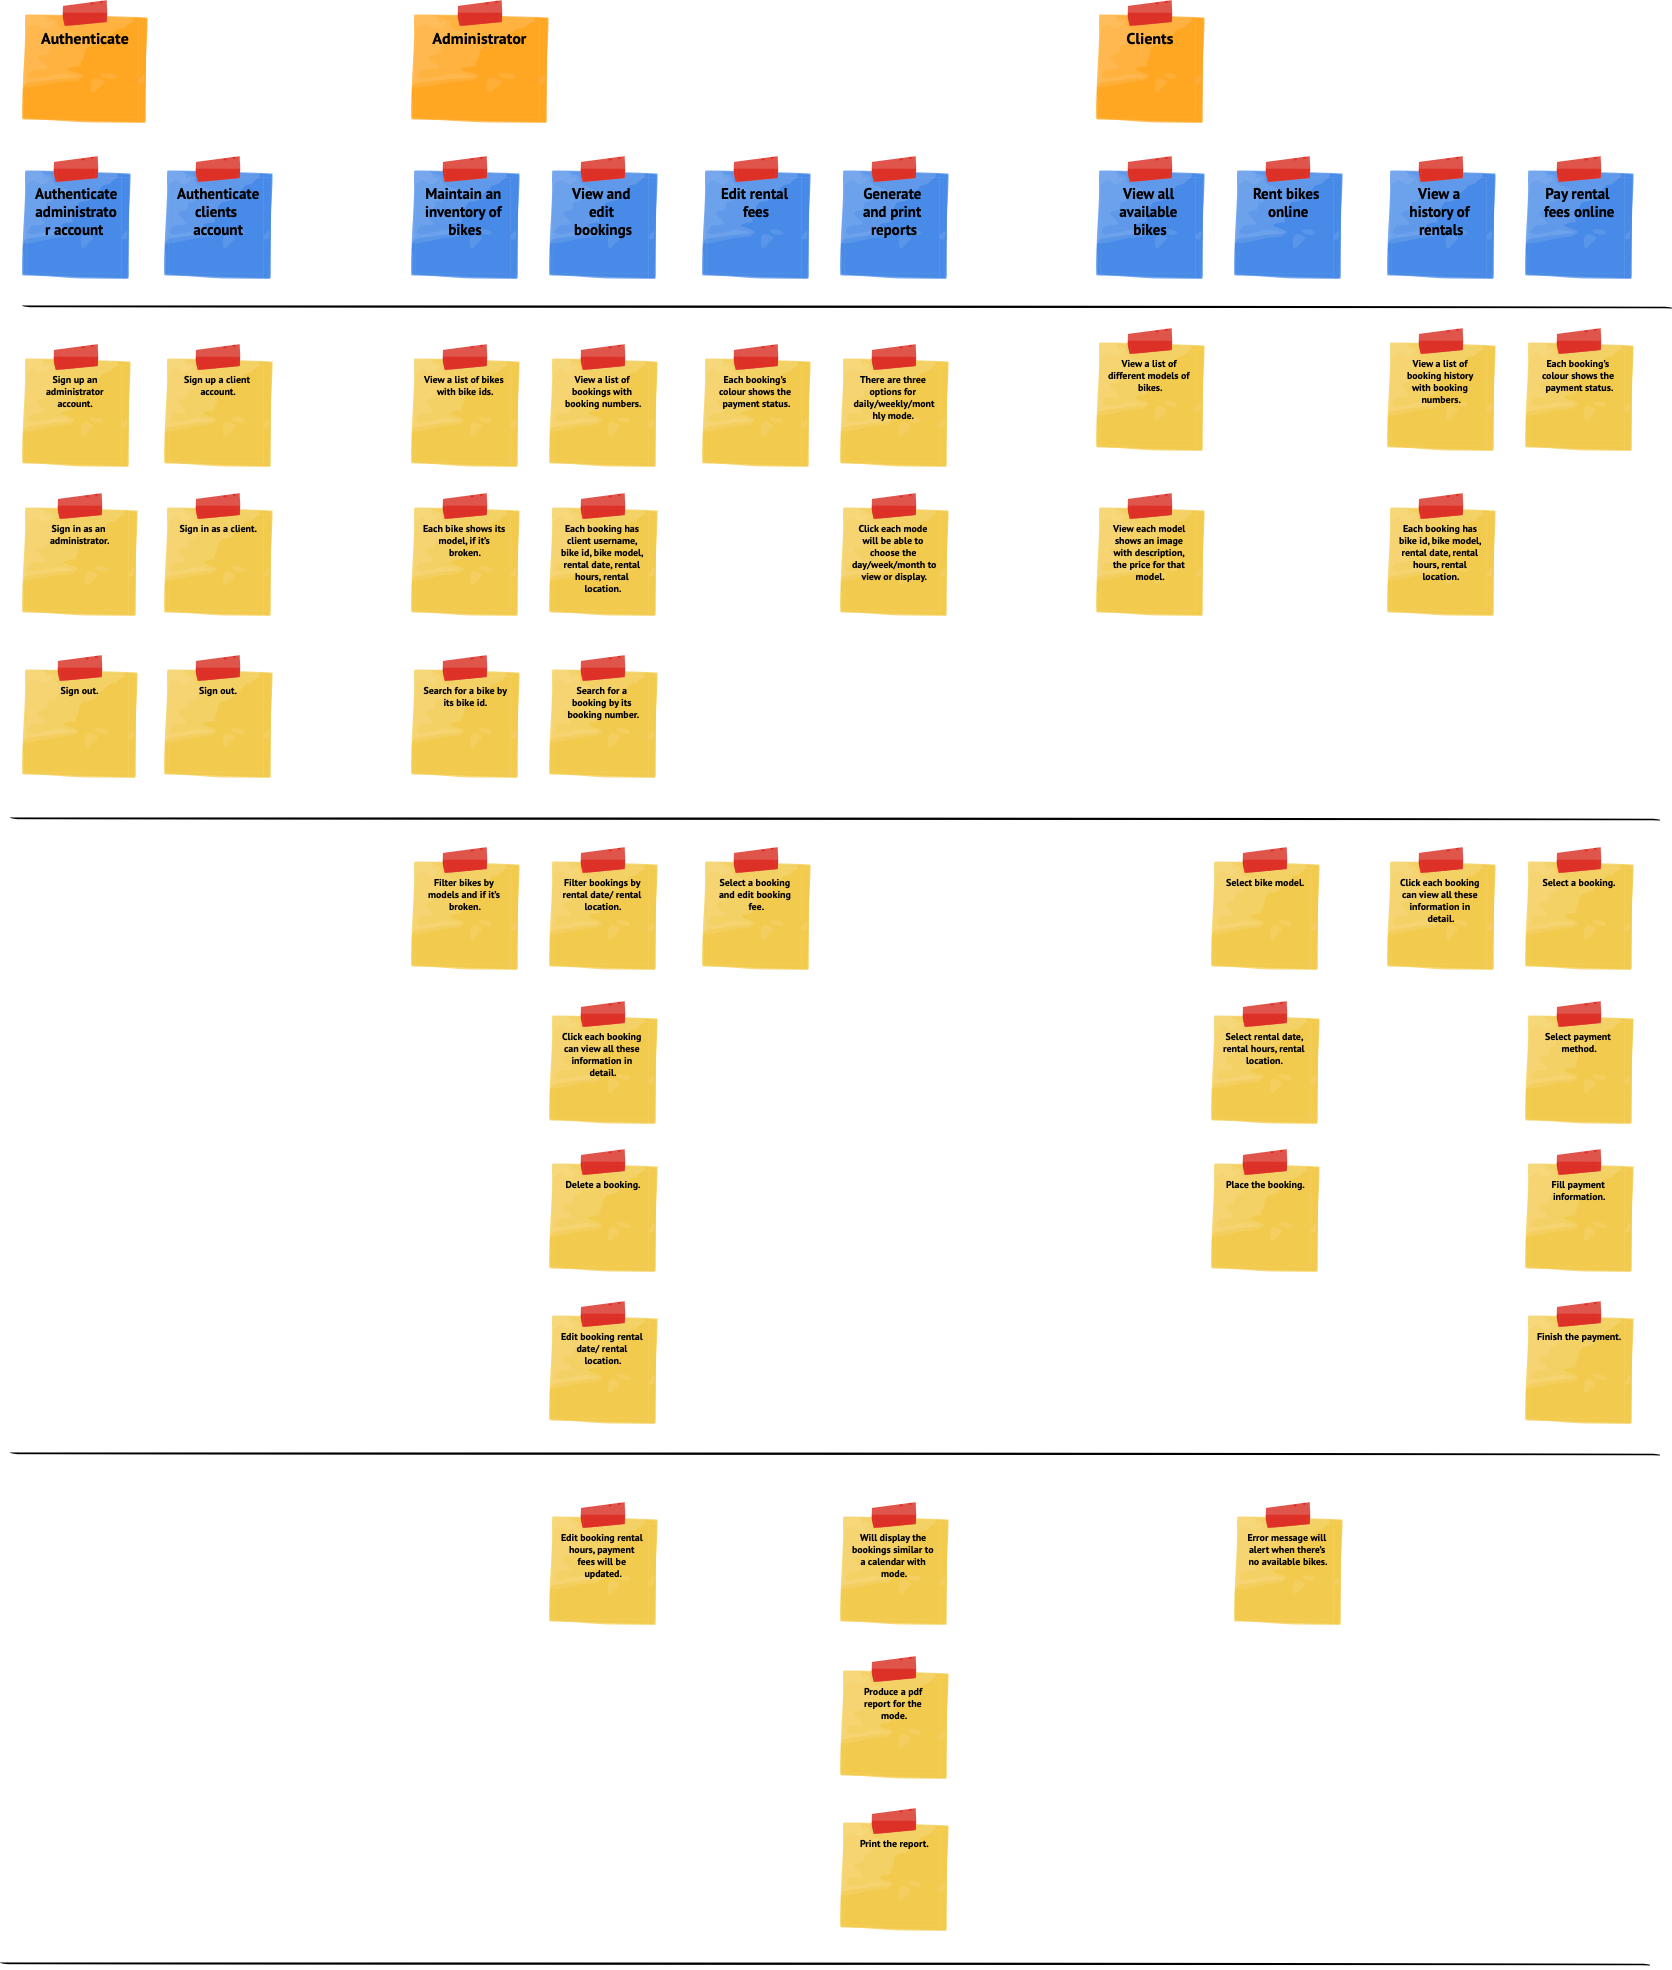 Authenticate
Administrator
Clients
Authenticate
administrato
r account
Authenticate
clients
account
Maintain an
inventory of
bikes
View and
edit
bookings
Edit rental
fees
Generate
and print
reports
View all
available
bikes
Rent bikes
online
View a
history of
rentals
Pay rental
fees online
Sign up an
administrator
account.
Sign up a client
account.
View a list of bikes
with bike ids.
View a list of
bookings with
booking numbers.
Each booking's
colour shows the
payment status.
There are three
options for
daily/weekly/mont
hly mode.
View a list of
different models of
bikes.
View a list of
booking history
with booking
numbers.
Each booking's
colour shows the
payment status.
Sign in as an
administrator.
Sign in as a client.
Each bike shows its
model, if it's
broken.
Each booking has
client username,
bike id, bike model,
rental date, rental
hours, rental
location.
Click each mode
will be able to
choose the
day/week/month to
view or display.
View each model
shows an image
with description,
the price for that
model.
Each booking has
bike id, bike model,
rental date, rental
hours, rental
location.
Sign out.
Sign out.
Search for a bike by
its bike id.
Search for a
booking by its
booking number.
Filter bikes by
models and if it's
broken.
Filter bookings by
rental date/ rental
location.
Select a booking
and edit booking
fee.
Select bike model.
Click each booking
can view all these
information in
detail.
Select a booking.
Click each booking
can view all these
information in
detail.
Select rental date,
rental hours, rental
location.
Select payment
method.
Delete a booking.
Place the booking.
Fill payment
information.
Edit booking rental
date/ rental
location.
Finish the payment.
Edit booking rental
hours, payment
fees will be
updated.
Will display the
bookings similar to
a calendar with
mode.
Error message will
alert when there's
no available bikes.
Produce a pdf
report for the
mode.
Print the report.